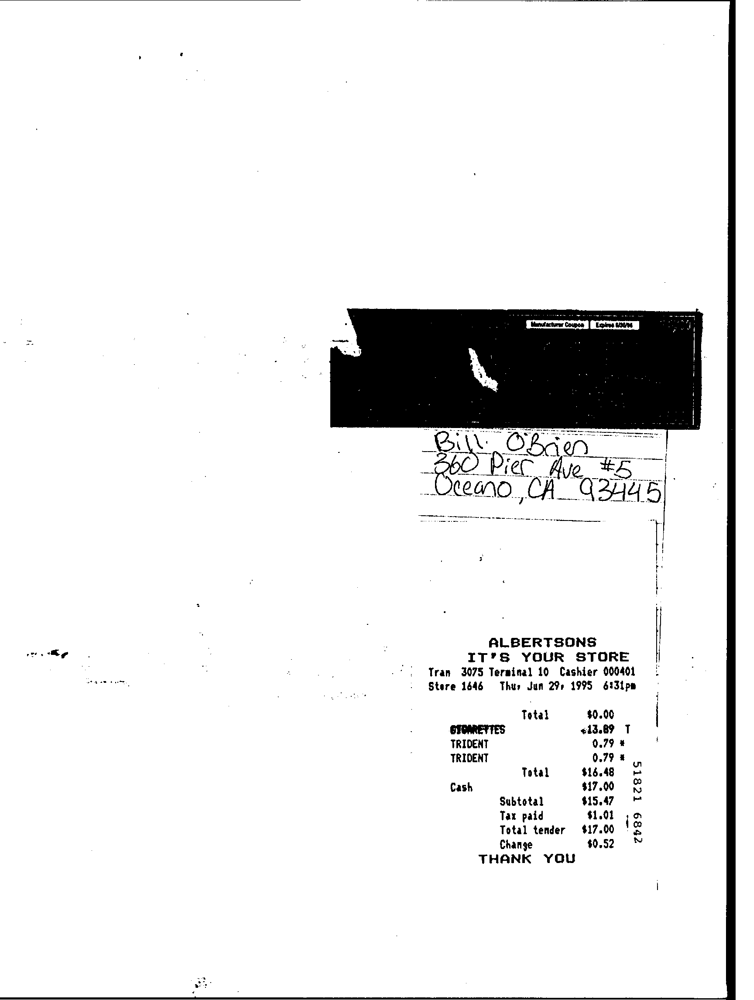 Manufacturer Coupon Expires 6/30/96
Bill O'Brien
360 Pier Ave #5
Oceano, CA 93445
ALBERTSONS
IT'S YOUR STORE
Tran 3075 Terminal 10 Cashier 000401
Store 1646 Thu, Jun 29, 1995 6:31pm
Total $0.00
CIGARETTES 13.89 T
TRIDENT 0.79 *
TRIDENT 0.79 *
Total $16.48
Cash $17.00
Subtotal $15.47
Tax paid $1.01
Total tender $17.00
Change $0.52
THANK YOU
51821 6842